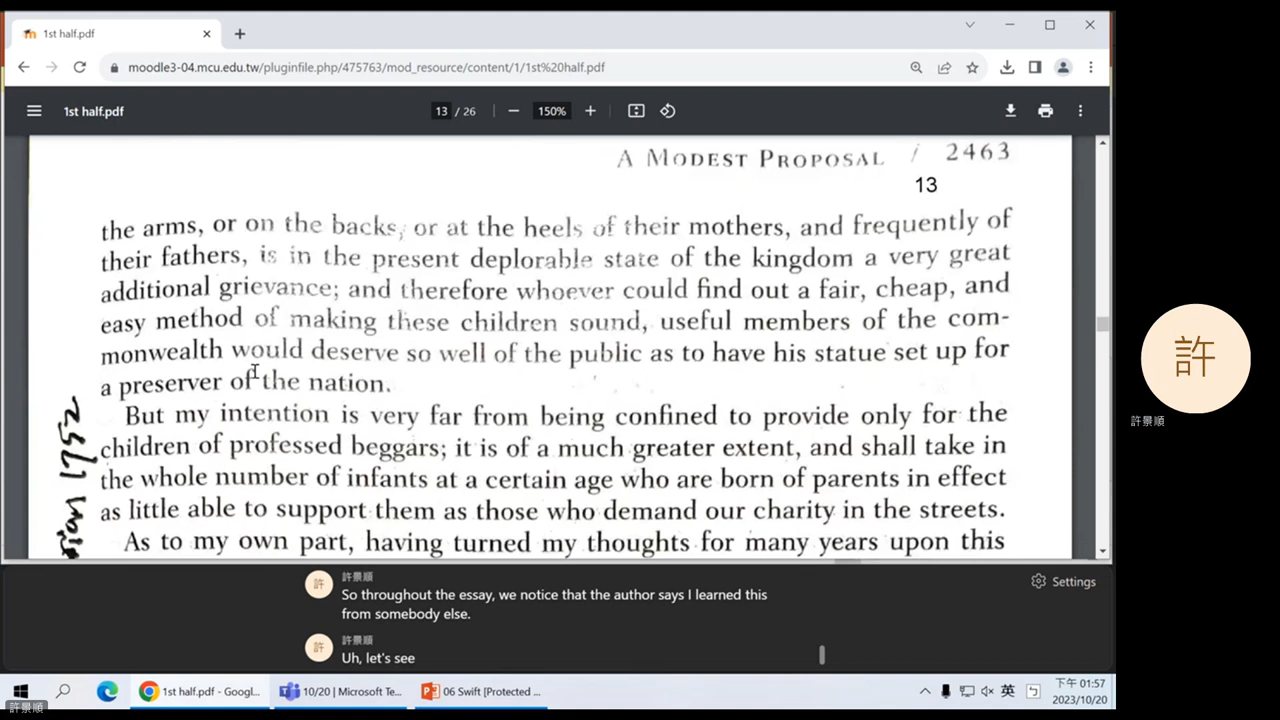 1st half.pdf
moodle3-04.mcu.edu.tw/pluginfile.php/475763/mod_resource/content/1/1st%20half.pdf
1st half.pdf
13 / 26
150%
A MODEST PROPOSAL / 2463
13
the arms, or on the backs, or at the heels of their mothers, and frequently of
their fathers, is in the present deplorable state of the kingdom a very great
additional grievance; and therefore whoever could find out a fair, cheap, and
easy method of making these children sound, useful members of the com-
monwealth would deserve so well of the public as to have his statue set up for
a preserver of the nation.
But my intention is very far from being confined to provide only for the
children of professed beggars; it is of a much greater extent, and shall take in
the whole number of infants at a certain age who are born of parents in effect
as little able to support them as those who demand our charity in the streets.
As to my own part, having turned my thoughts for many years upon this
1752
許
許景順
許
許景順
So throughout the essay, we notice that the author says I learned this
from somebody else.
許
許景順
Uh, let's see
Settings
1st half.pdf - Googl...
10/20 | Microsoft Te...
06 Swift [Protected ...
英
下午 01:57
2023/10/20
許景順